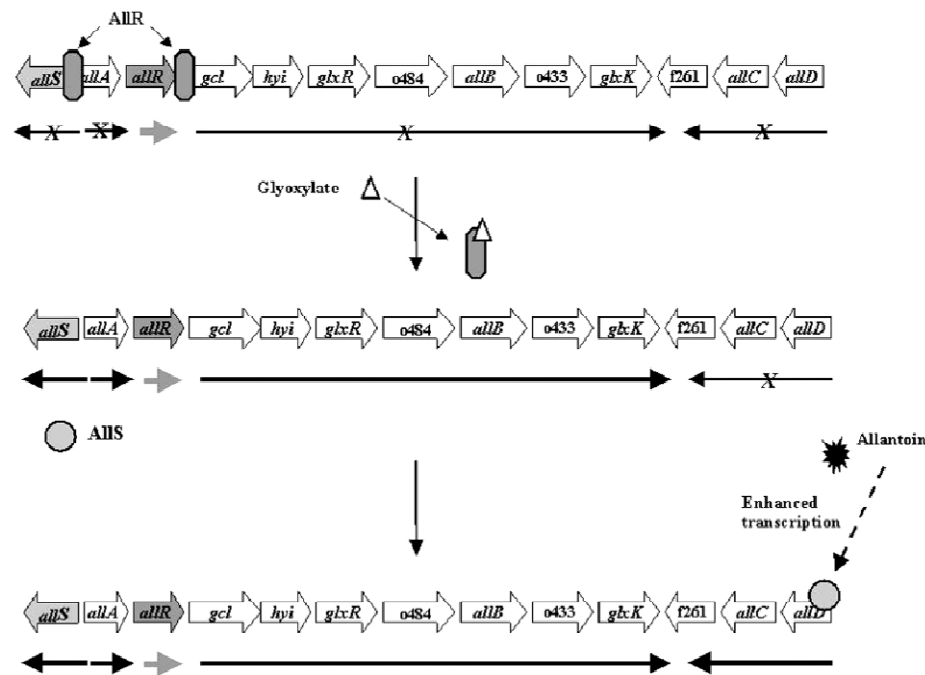 AllR
allS allA allR gcl hyi glxR o484 allB o433 glxK f261 allC allD
X X X X
Glyoxylate
allS allA allR gcl hyi glxR o484 allB o433 glxK f261 allC allD
X
AllS
Allantoin
Enhanced
transcription
allS allA allR gcl hyi glxR o484 allB o433 glxK f261 allC allD